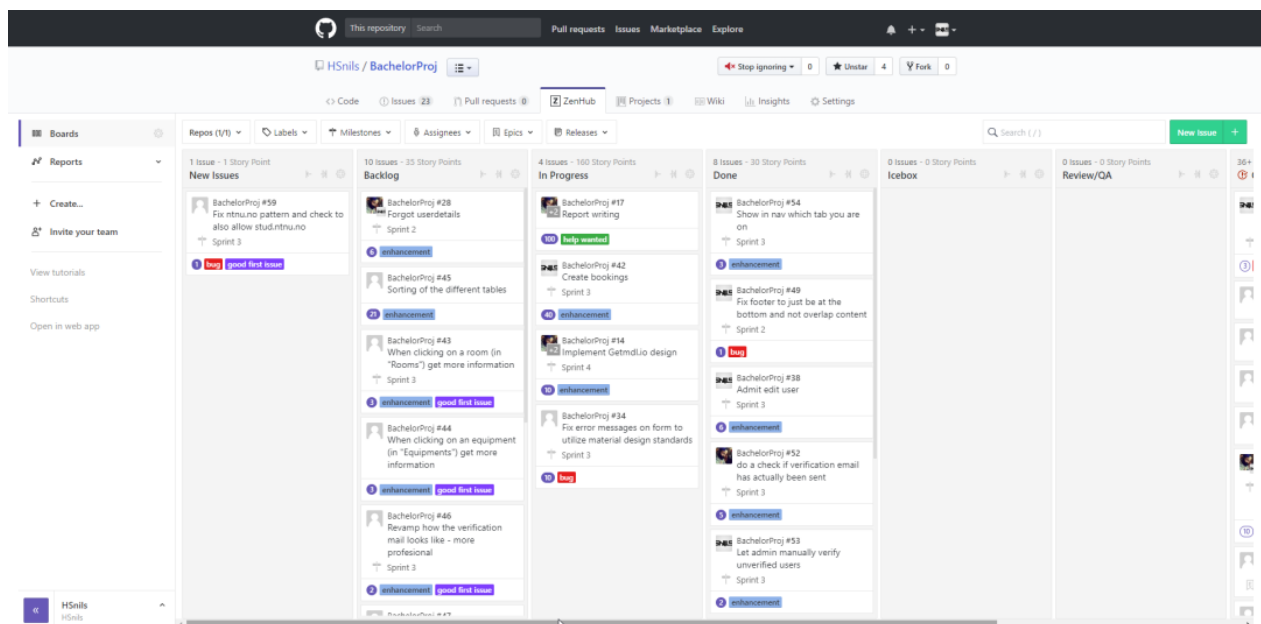 This repository Search Pull requests Issues Marketplace Explore
HSnils / BachelorProj
Stop ignoring 0 Unstar 4 Fork 0
Code Issues 23 Pull requests 0 ZenHub Projects 1 Wiki Insights Settings
Boards
Reports
Create...
Invite your team
View tutorials
Shortcuts
Open in web app
HSnils
HSnils
Repos (1/1) Labels Milestones Assignees Epics Releases Search ( / ) New Issue +
1 Issue - 1 Story Point
New Issues
BachelorProj #59
Fix ntnu.no pattern and check to
also allow stud.ntnu.no
Sprint 3
1 bug good first issue
10 Issues - 35 Story Points
Backlog
BachelorProj #28
Forgot userdetails
Sprint 2
6 enhancement
BachelorProj #45
Sorting of the different tables
21 enhancement
BachelorProj #43
When clicking on a room (in
"Rooms") get more information
Sprint 3
3 enhancement good first issue
BachelorProj #44
When clicking on an equipment
(in "Equipments") get more
information
3 enhancement good first issue
BachelorProj #46
Revamp how the verification
mail looks like - more
profesional
Sprint 3
2 enhancement good first issue
4 Issues - 160 Story Points
In Progress
BachelorProj #17
+2 Report writing
100 help wanted
BachelorProj #42
Create bookings
Sprint 3
40 enhancement
BachelorProj #14
+2 Implement Getmdl.io design
Sprint 4
10 enhancement
BachelorProj #34
Fix error messages on form to
utilize material design standards
Sprint 3
10 bug
8 Issues - 30 Story Points
Done
BachelorProj #54
Show in nav which tab you are
on
Sprint 3
3 enhancement
BachelorProj #49
Fix footer to just be at the
bottom and not overlap content
Sprint 2
1 bug
BachelorProj #38
Admit edit user
Sprint 3
6 enhancement
BachelorProj #52
do a check if verification email
has actually been sent
Sprint 3
5 enhancement
BachelorProj #53
Let admin manually verify
unverified users
Sprint 3
2 enhancement
0 Issues - 0 Story Points
Icebox
0 Issues - 0 Story Points
Review/QA
36+
3
10